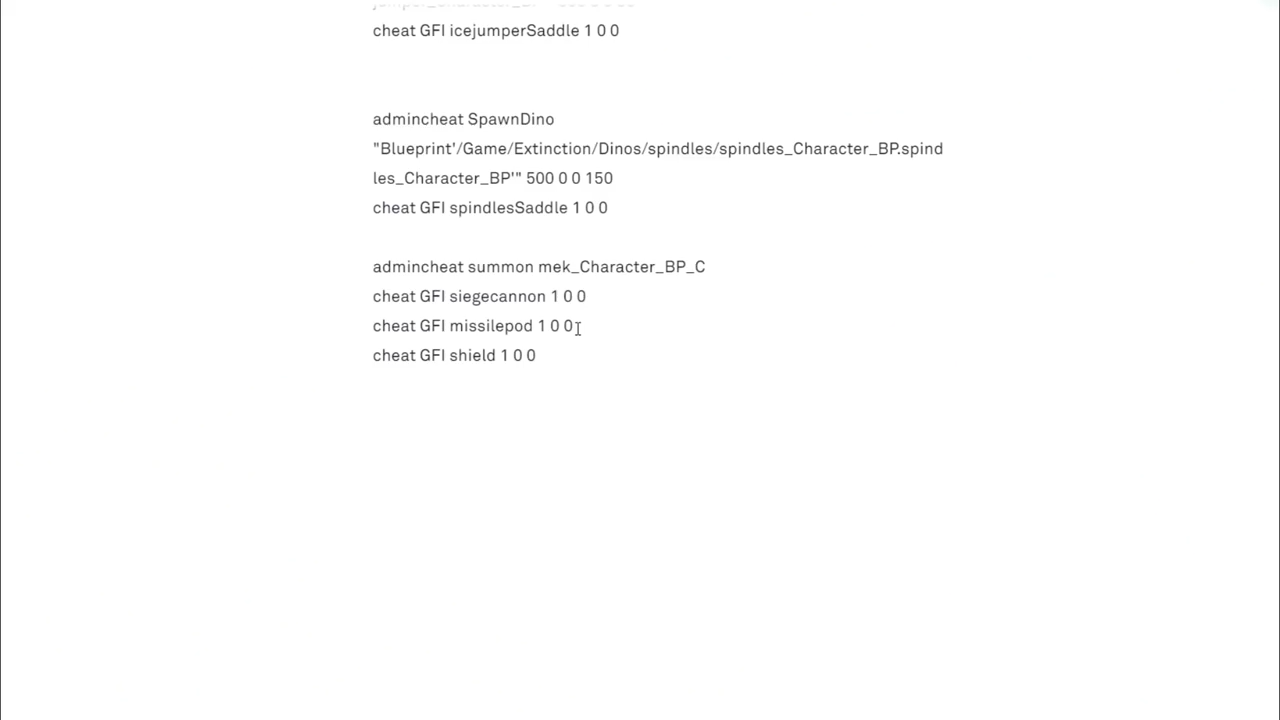 cheat GFI icejumperSaddle 1 0 0
admincheat SpawnDino
"Blueprint'/Game/Extinction/Dinos/spindles/spindles_Character_BP.spind
les_Character_BP'" 500 0 0 150
cheat GFI spindlesSaddle 1 0 0
admincheat summon mek_Character_BP_C
cheat GFI siegecannon 1 0 0
cheat GFI missilepod 1 0 0
cheat GFI shield 1 0 0